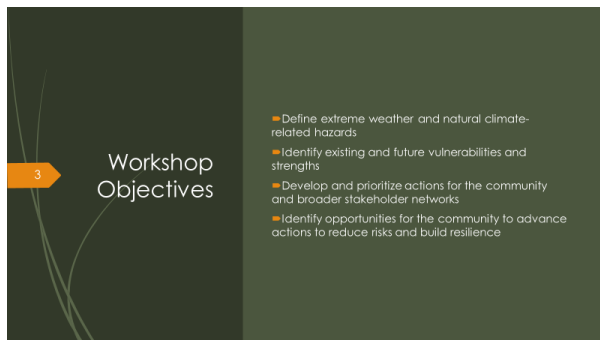 3
Workshop
Objectives
Define extreme weather and natural climate-
related hazards
Identify existing and future vulnerabilities and
strengths
Develop and prioritize actions for the community
and broader stakeholder networks
Identify opportunities for the community to advance
actions to reduce risks and build resilience